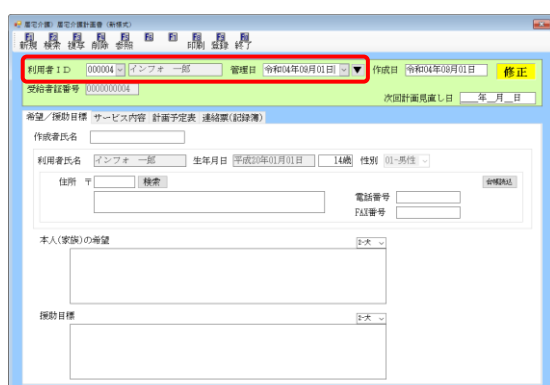 居宅介護) 居宅介護計画書 (新様式)
新規 検索 複写 削除 参照 印刷 登録 終了
利用者ID 000004 インフォ 一郎 管理日 令和04年09月01日 ▼ 作成日 令和04年09月01日 修正
受給者証番号 0000000004 次回計画見直し日 __年_月_日
希望/援助目標 サービス内容 計画予定表 連絡票(記録簿)
作成者氏名
利用者氏名 インフォ 一郎 生年月日 平成20年01月01日 14歳 性別 01-男性
住所 〒 検索
電話番号
FAX番号
本人(家族)の希望 2-大
援助目標 2-大